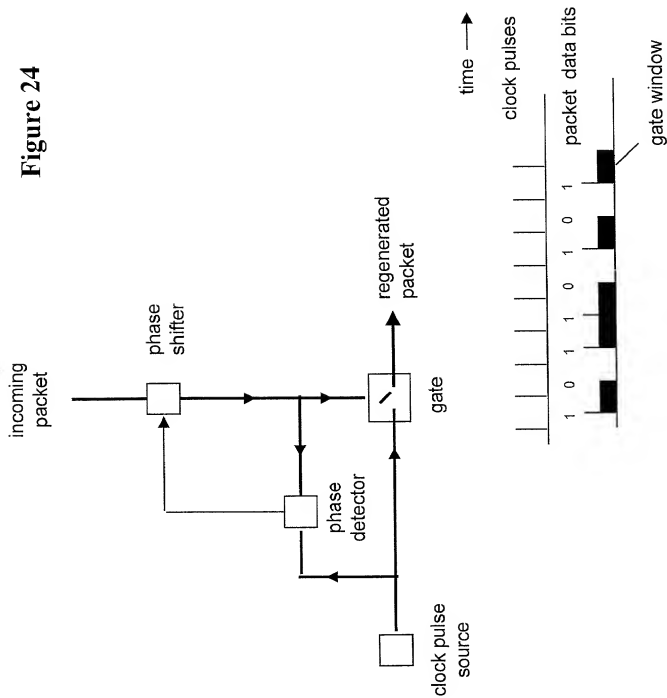 Figure 24
incoming
packet
phase
shifter
phase
detector
regenerated
packet
clock pulse
source
gate
time
clock pulses
1 0 1 1 0 1 0 1 packet data bits
gate window